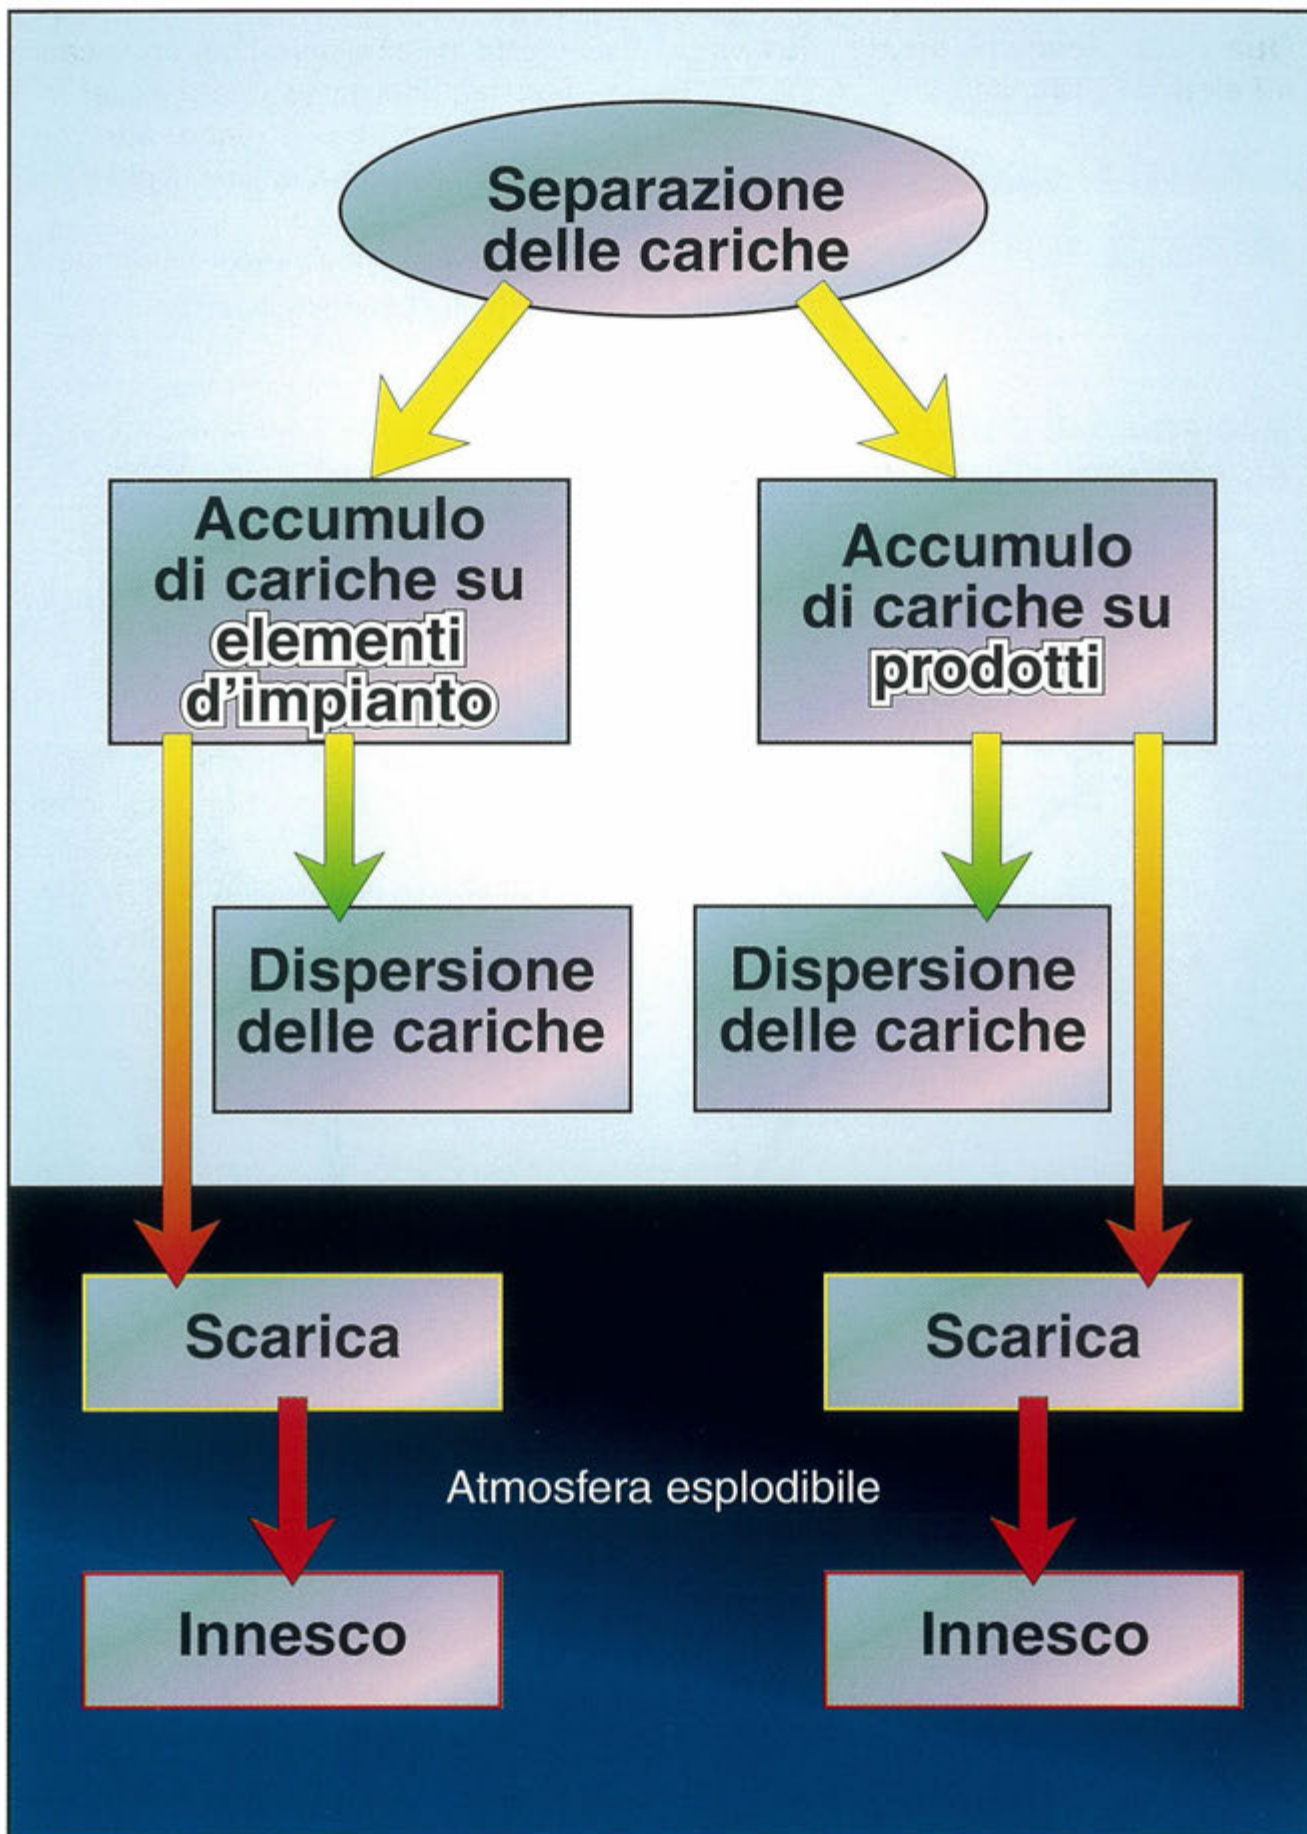 Separazione
delle cariche
Accumulo
di cariche su
elementi
d'impianto
Accumulo
di cariche su
prodotti
Dispersione
delle cariche
Dispersione
delle cariche
Scarica
Scarica
Atmosfera esplodibile
Innesco
Innesco